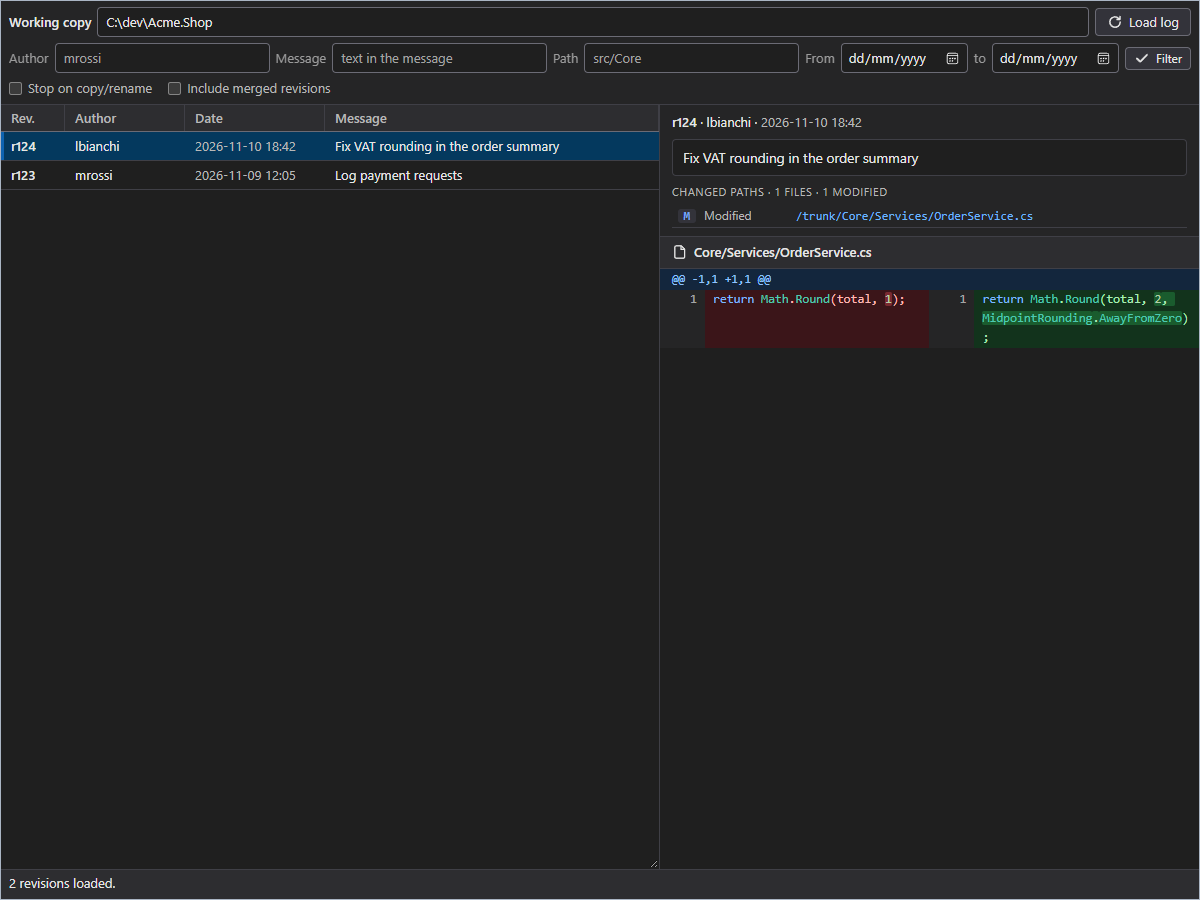 Working copy C:\dev\Acme.Shop Load log
Author mrossi Message text in the message Path src/Core From dd/mm/yyyy to dd/mm/yyyy Filter
Stop on copy/rename Include merged revisions
Rev. Author Date Message
r124 lbianchi 2026-11-10 18:42 Fix VAT rounding in the order summary
r123 mrossi 2026-11-09 12:05 Log payment requests
r124 · lbianchi · 2026-11-10 18:42
Fix VAT rounding in the order summary
CHANGED PATHS · 1 FILES · 1 MODIFIED
M Modified /trunk/Core/Services/OrderService.cs
Core/Services/OrderService.cs
@@ -1,1 +1,1 @@
1 return Math.Round(total, 1);
1 return Math.Round(total, 2,
MidpointRounding.AwayFromZero)
;
2 revisions loaded.